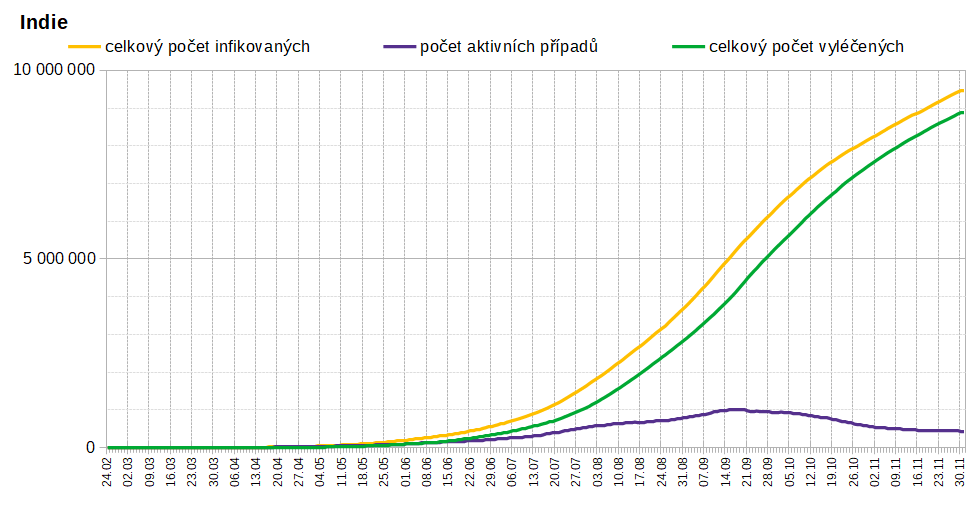 Indie
celkový počet infikovaných počet aktivních případů celkový počet vyléčených
10 000 000
5 000 000
0
24.02 02.03 09.03 16.03 23.03 30.03 06.04 13.04 20.04 27.04 04.05 11.05 18.05 25.05 01.06 08.06 15.06 22.06 29.06 06.07 13.07 20.07 27.07 03.08 10.08 17.08 24.08 31.08 07.09 14.09 21.09 28.09 05.10 12.10 19.10 26.10 02.11 09.11 16.11 23.11 30.11